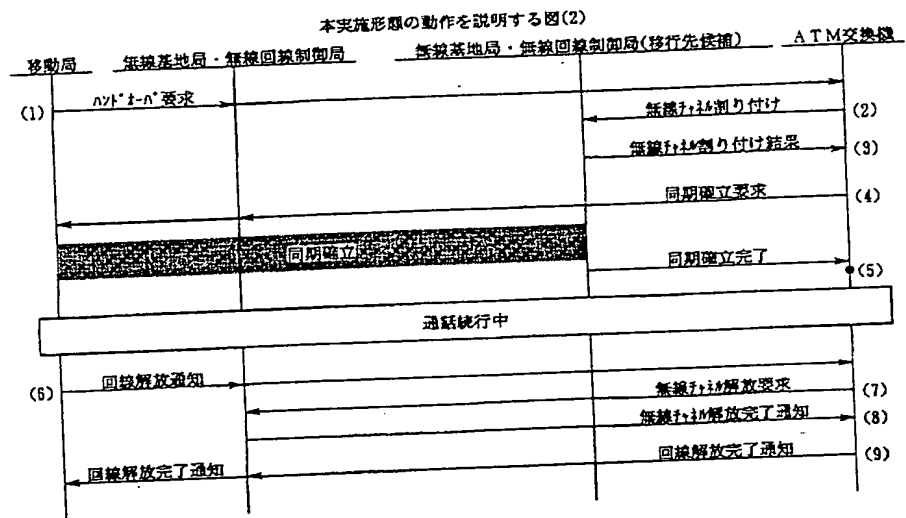 本実施形態の動作を説明する図(2)
移動局
無線基地局・無線回線制御局
無線基地局・無線回線制御局(移行先候補)
ATM交換機
(1)
ﾊﾝﾄﾞｵｰﾊﾞ要求
無線ﾁｬﾈﾙ割り付け
(2)
無線ﾁｬﾈﾙ割り付け結果
(3)
同期確立要求
(4)
同期確立
同期確立完了
(5)
通話続行中
(6)
回線解放通知
無線ﾁｬﾈﾙ解放要求
(7)
無線ﾁｬﾈﾙ解放完了通知
(8)
回線解放完了通知
回線解放完了通知
(9)